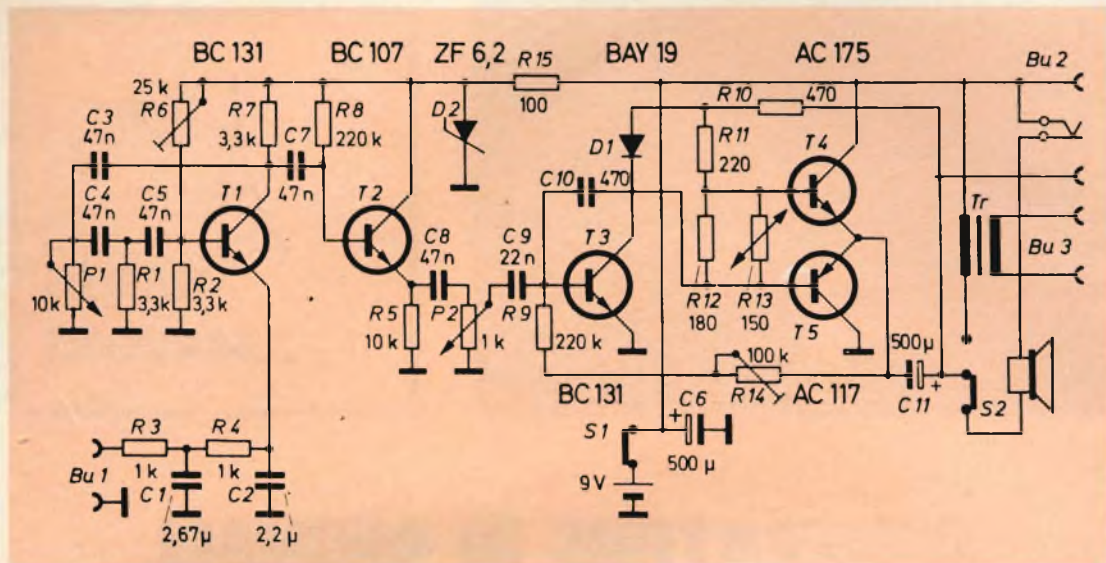 BC 131 BC 107 ZF 6,2 BAY 19 AC 175
R15
100
Bu 2
25 k
R6
R7
3,3k
R8
220 k
D2
R10
470
C3
47n
C7
47n
R11
220
T4
D1
C10
470
C4
47n
C5
47n
T1
T2
T3
Tr
Bu 3
P1
10k
R1
3,3k
R2
3,3k
C8
47n
C9
22n
R12
180
R13
150
T5
R5
10 k
P2
1 k
R9
220 k
100 k
R14
500µ
C11
+
S2
BC 131
AC 117
R3
1 k
R4
1k
S1
+
C6
500 µ
Bu 1
C1
2,67µ
C2
2,2 µ
9V